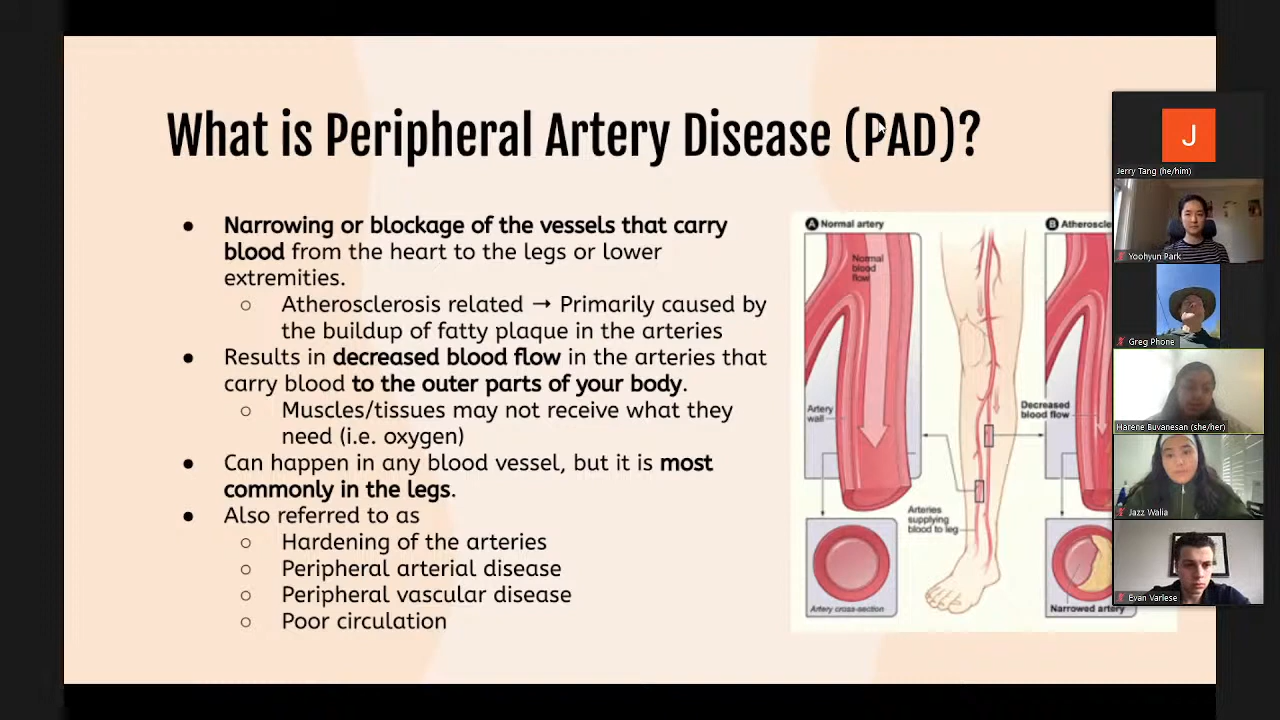 What is Peripheral Artery Disease (PAD)?
● Narrowing or blockage of the vessels that carry
blood from the heart to the legs or lower
extremities.
○ Atherosclerosis related → Primarily caused by
the buildup of fatty plaque in the arteries
● Results in decreased blood flow in the arteries that
carry blood to the outer parts of your body.
○ Muscles/tissues may not receive what they
need (i.e. oxygen)
● Can happen in any blood vessel, but it is most
commonly in the legs.
● Also referred to as
○ Hardening of the arteries
○ Peripheral arterial disease
○ Peripheral vascular disease
○ Poor circulation
A Normal artery
Normal
blood
flow
Artery
wall
Artery cross-section
Arteries
supplying
blood to leg
B Atheroscle
Decreased
blood flow
Narrowed artery
J
Jerry Tang (he/him)
Yoohyun Park
Greg Phone
Harene Buvanesan (she/her)
Jazz Walia
Evan Varlese